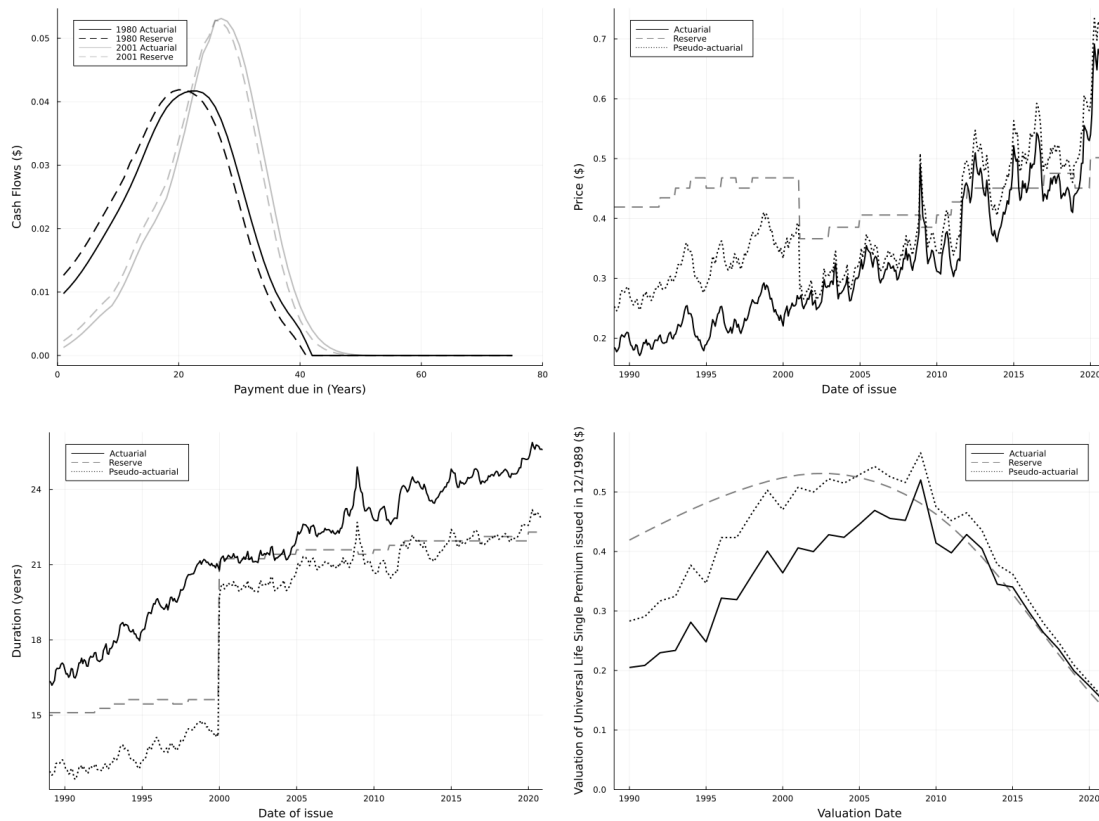 1980 Actuarial
1980 Reserve
2001 Actuarial
2001 Reserve
Cash Flows ($)
0.05
0.04
0.03
0.02
0.01
0.00
0 20 40 60 80
Payment due in (Years)
Actuarial
Reserve
Pseudo-actuarial
Price ($)
0.7
0.6
0.5
0.4
0.3
0.2
1990 1995 2000 2005 2010 2015 2020
Date of issue
Actuarial
Reserve
Pseudo-actuarial
Duration (years)
24
21
18
15
1990 1995 2000 2005 2010 2015 2020
Date of issue
Actuarial
Reserve
Pseudo-actuarial
Valuation of Universal Life Single Premium issued in 12/1989 ($)
0.5
0.4
0.3
0.2
0.1
0.0
1990 1995 2000 2005 2010 2015 2020
Valuation Date